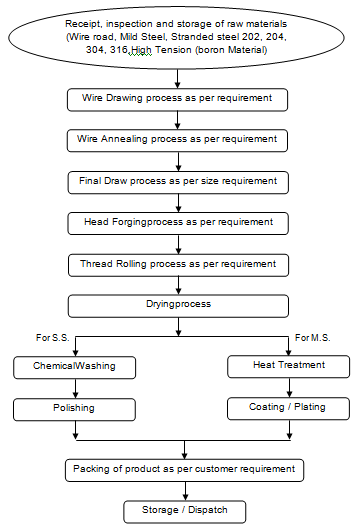 Receipt, inspection and storage of raw materials
(Wire road, Mild Steel, Stranded steel 202, 204,
304, 316,High Tension (boron Material)
Wire Drawing process as per requirement
Wire Annealing process as per requirement
Final Draw process as per size requirement
Head Forgingprocess as per requirement
Thread Rolling process as per requirement
Dryingprocess
For S.S.
For M.S.
ChemicalWashing
Heat Treatment
Polishing
Coating / Plating
Packing of product as per customer requirement
Storage / Dispatch